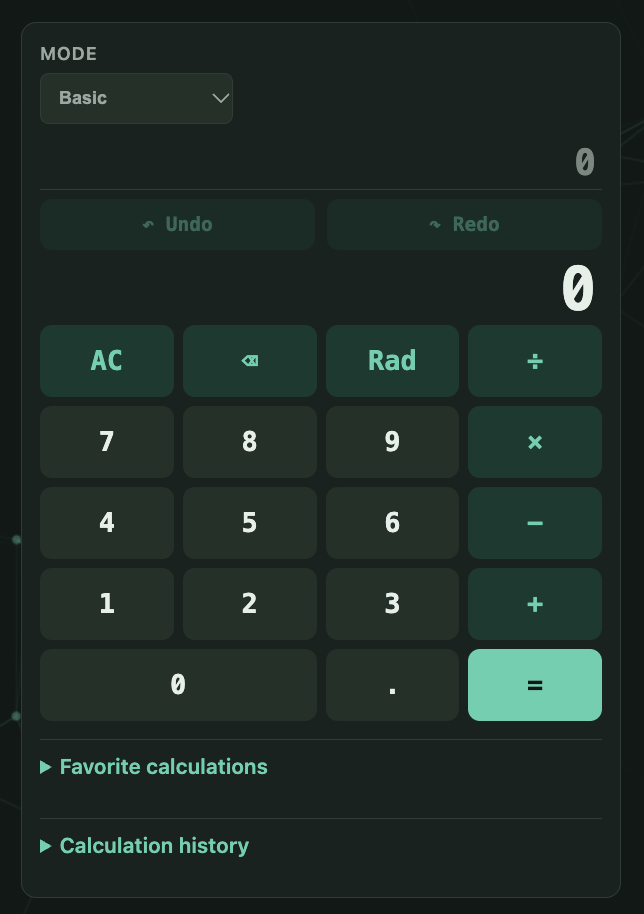 MODE
Basic
0
↶ Undo ↷ Redo
0
AC ⌫ Rad ÷
7 8 9 ×
4 5 6 −
1 2 3 +
0 . =
▶ Favorite calculations
▶ Calculation history